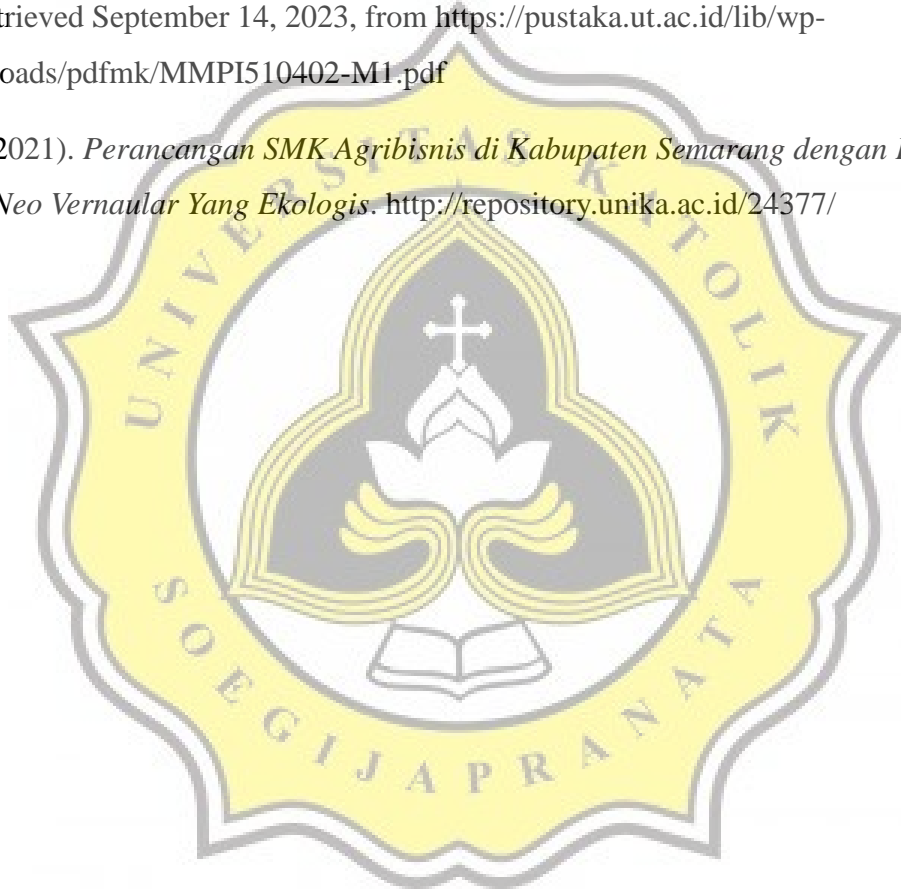 trieved September 14, 2023, from https://pustaka.ut.ac.id/lib/wp-
oads/pdfmk/MMPI510402-M1.pdf
2021). Perancangan SMK Agribisnis di Kabupaten Semarang dengan
Neo Vernaular Yang Ekologis. http://repository.unika.ac.id/24377/
UNIVERSITAS KATOLIK
SOEGIJAPRANATA